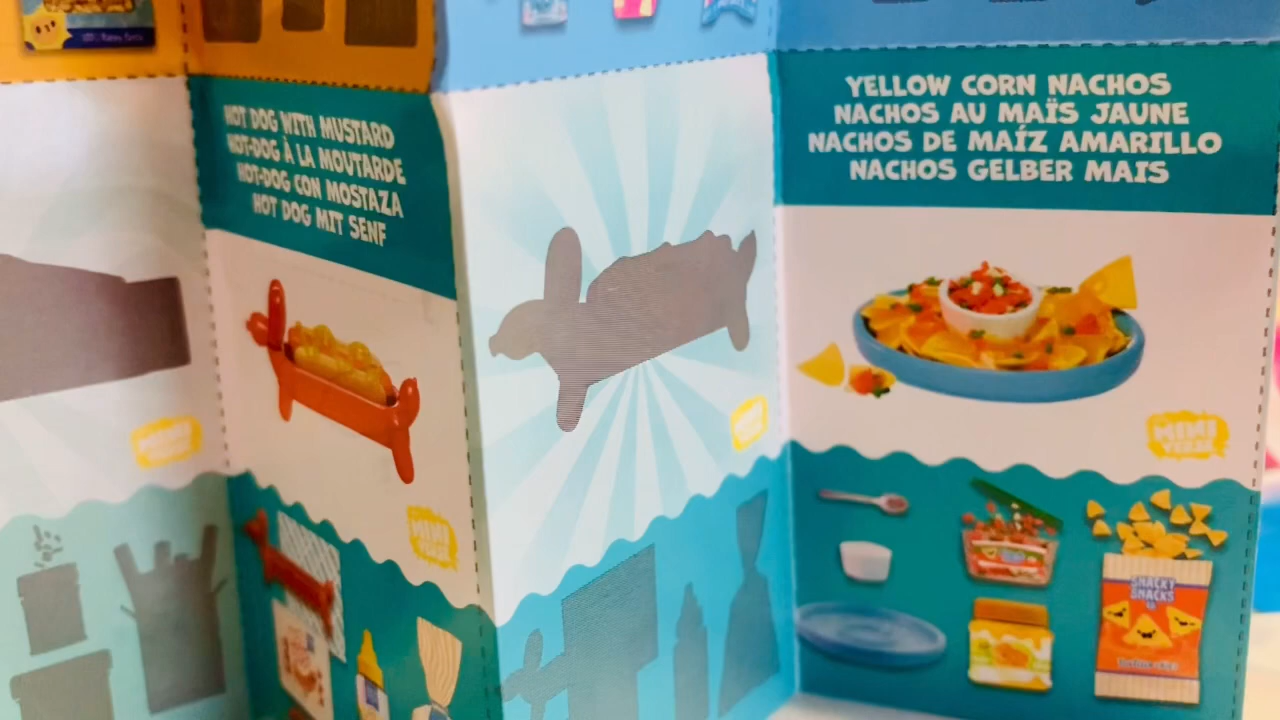 HOT DOG WITH MUSTARD
HOT-DOG À LA MOUTARDE
HOT-DOG CON MOSTAZA
HOT DOG MIT SENF
MINI
VERSE
YELLOW CORN NACHOS
NACHOS AU MAÏS JAUNE
NACHOS DE MAÍZ AMARILLO
NACHOS GELBER MAIS
MINI
VERSE
SNACKY
SNACKS